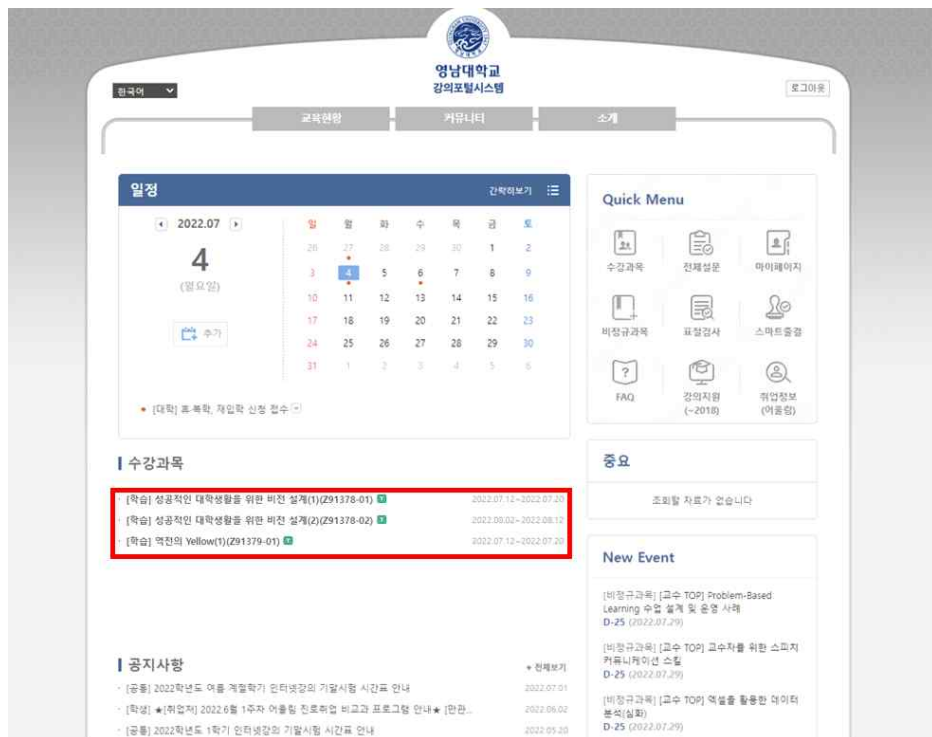 영남대학교
강의포털시스템
한국어
로그아웃
교육현황 커뮤니티 소개
일정 간략히보기
2022.07
4
(월요일)
추가
일 월 화 수 목 금 토
26 27 28 29 30 1 2
3 4 5 6 7 8 9
10 11 12 13 14 15 16
17 18 19 20 21 22 23
24 25 26 27 28 29 30
31 1 2 3 4 5 6
[대학] 휴·복학, 재입학 신청 접수
Quick Menu
수강과목 전체설문 마이페이지
비정규과목 표절검사 스마트출결
FAQ 강의지원 취업정보
(~2018) (어울림)
수강과목
[학습] 성공적인 대학생활을 위한 비전 설계(1)(Z91378-01) 2022.07.12~2022.07.20
[학습] 성공적인 대학생활을 위한 비전 설계(2)(Z91378-02) 2022.08.02~2022.08.12
[학습] 역전의 Yellow(1)(Z91379-01) 2022.07.12~2022.07.20
중요
조회할 자료가 없습니다
New Event
[비정규과목] [교수 TOP] Problem-Based
Learning 수업 설계 및 운영 사례
D-25 (2022.07.29)
[비정규과목] [교수 TOP] 교수자를 위한 스피치
커뮤니케이션 스킬
D-25 (2022.07.29)
[비정규과목] [교수 TOP] 엑셀을 활용한 데이터
분석(심화)
D-25 (2022.07.29)
공지사항 + 전체보기
[공통] 2022학년도 여름 계절학기 인터넷강의 기말시험 시간표 안내 2022.07.01
[학생] ★[취업처] 2022.6월 1주차 어울림 진로취업 비교과 프로그램 안내★ [만관... 2022.06.02
[공통] 2022학년도 1학기 인터넷강의 기말시험 시간표 안내 2022.05.20